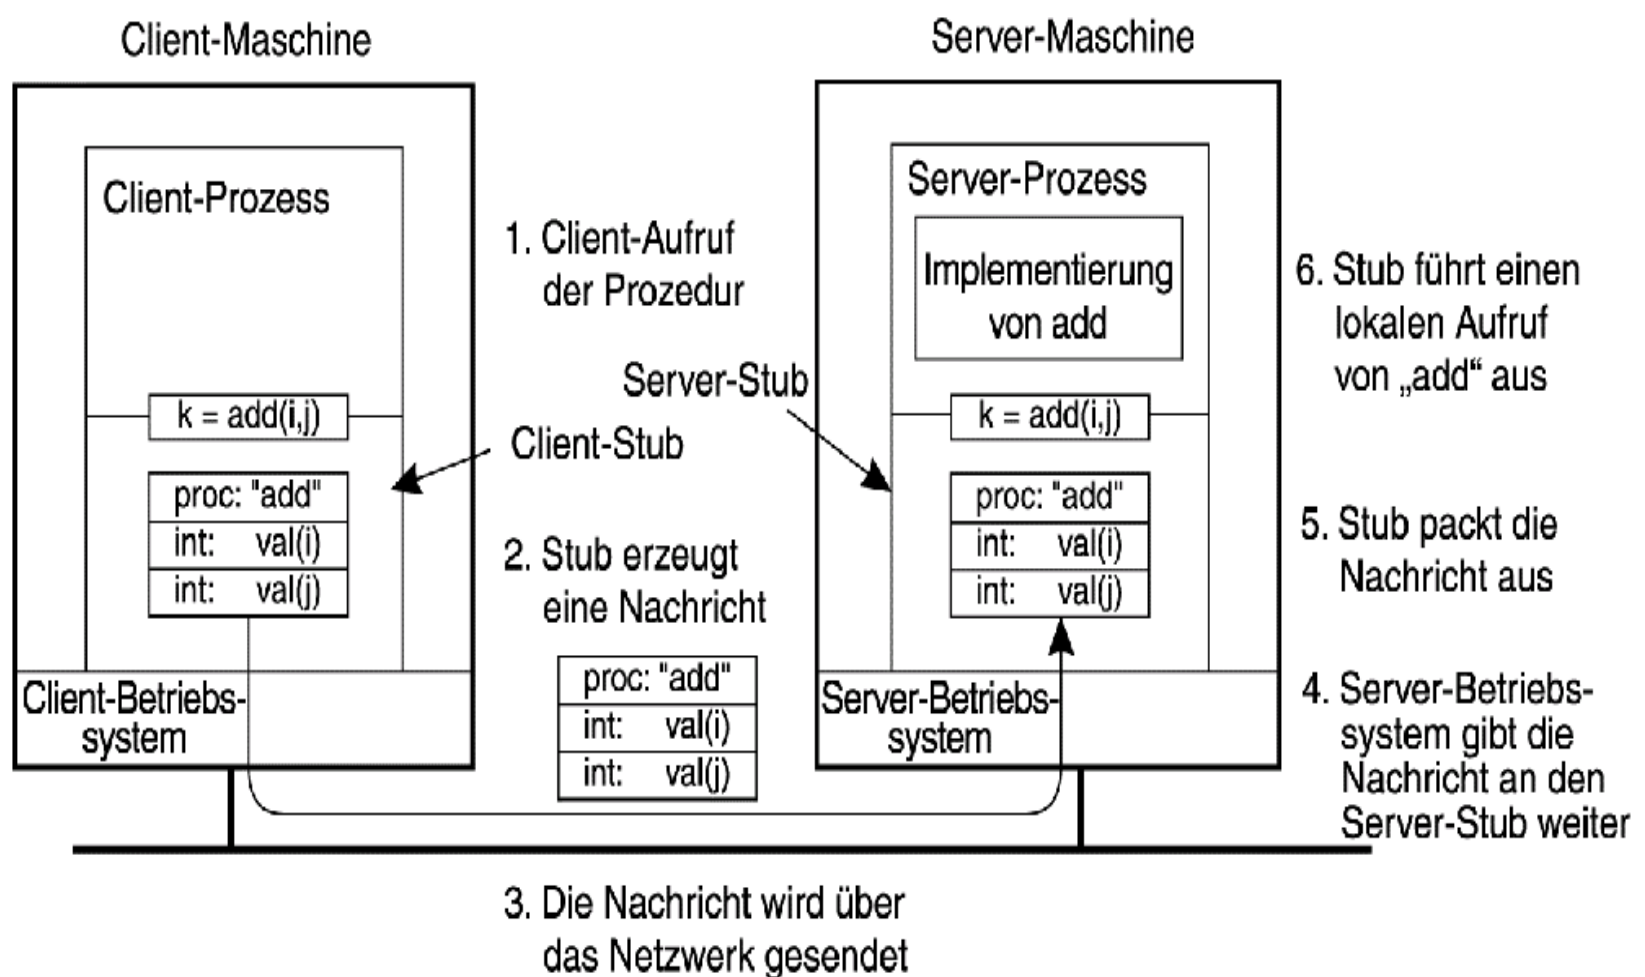 Client-Maschine
Server-Maschine
Client-Prozess
k = add(i,j)
proc: "add"
int: val(i)
int: val(j)
Client-Betriebs-
system
1. Client-Aufruf
der Prozedur
Server-Stub
Client-Stub
2. Stub erzeugt
eine Nachricht
proc: "add"
int: val(i)
int: val(j)
3. Die Nachricht wird über
das Netzwerk gesendet
Server-Prozess
Implementierung
von add
k = add(i,j)
proc: "add"
int: val(i)
int: val(j)
Server-Betriebs-
system
6. Stub führt einen
lokalen Aufruf
von „add“ aus
5. Stub packt die
Nachricht aus
4. Server-Betriebs-
system gibt die
Nachricht an den
Server-Stub weiter